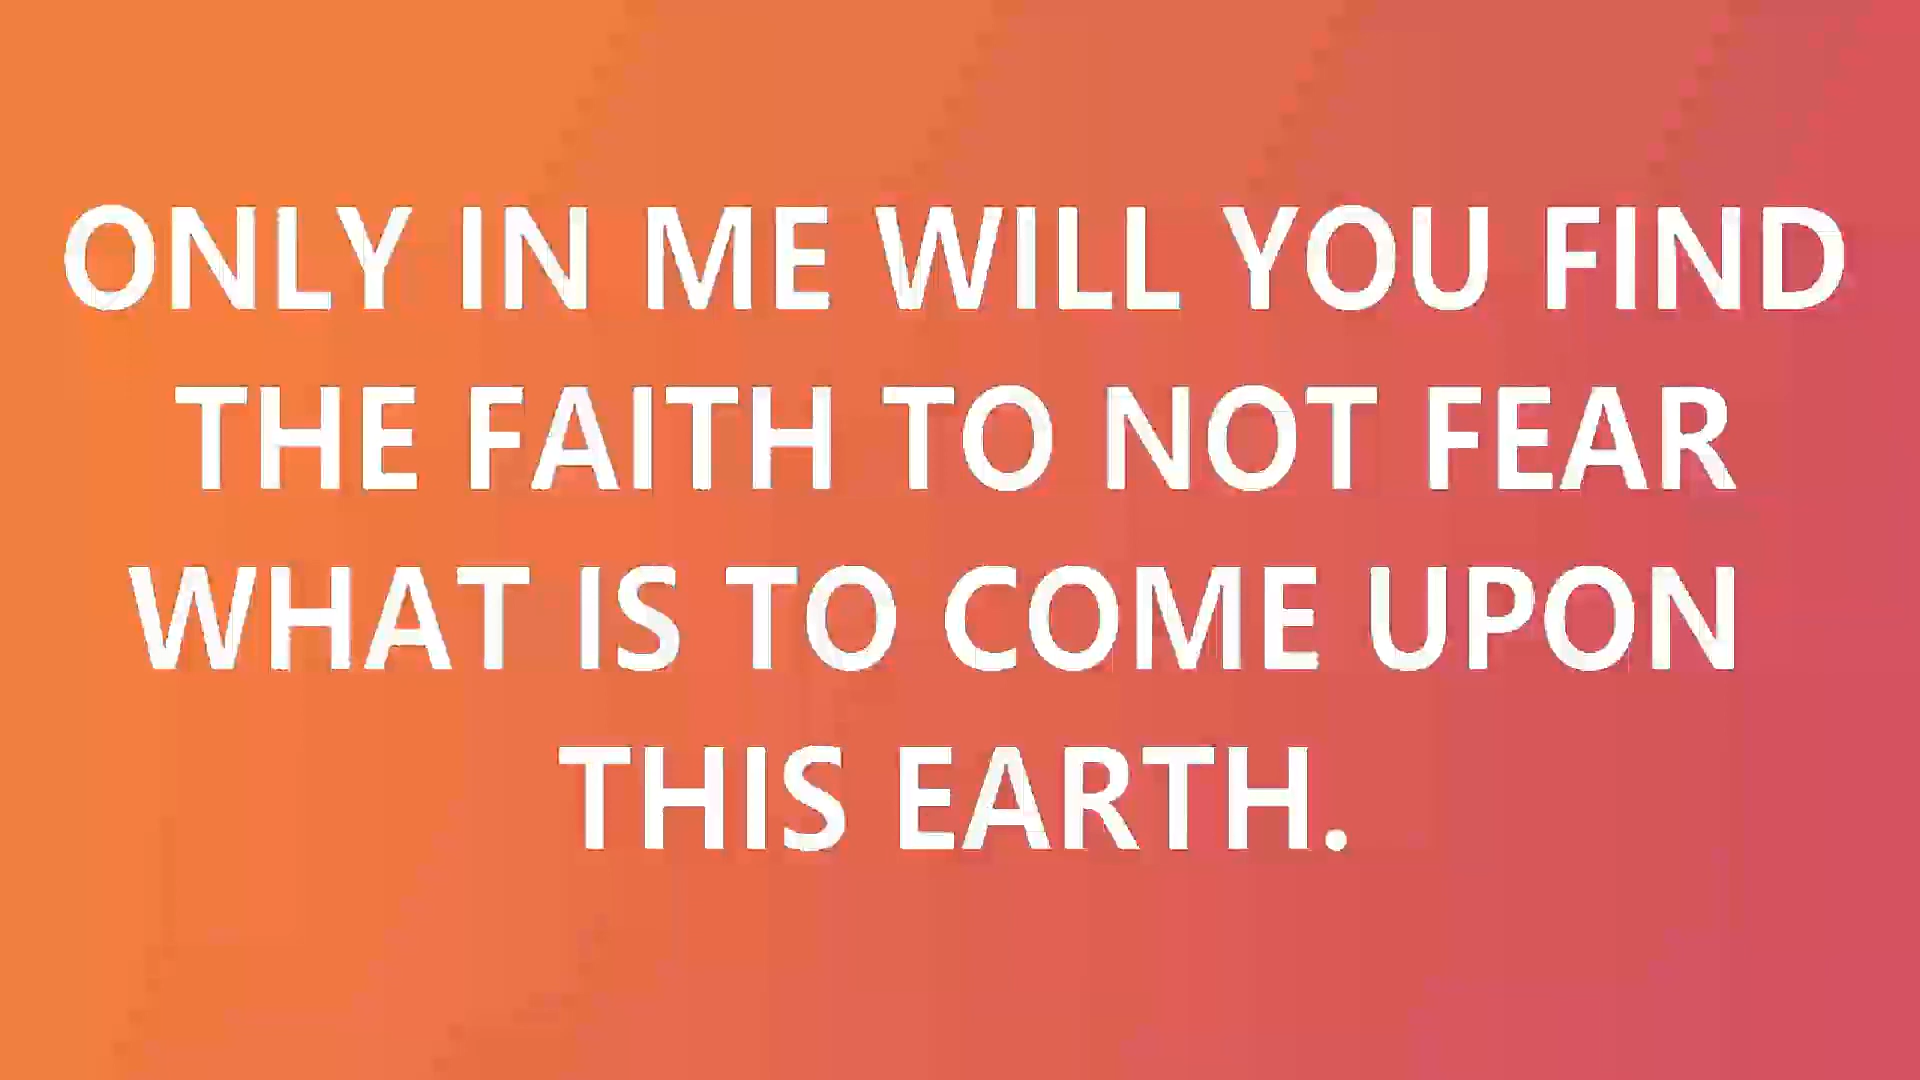 ONLY IN ME WILL YOU FIND
THE FAITH TO NOT FEAR
WHAT IS TO COME UPON
THIS EARTH.